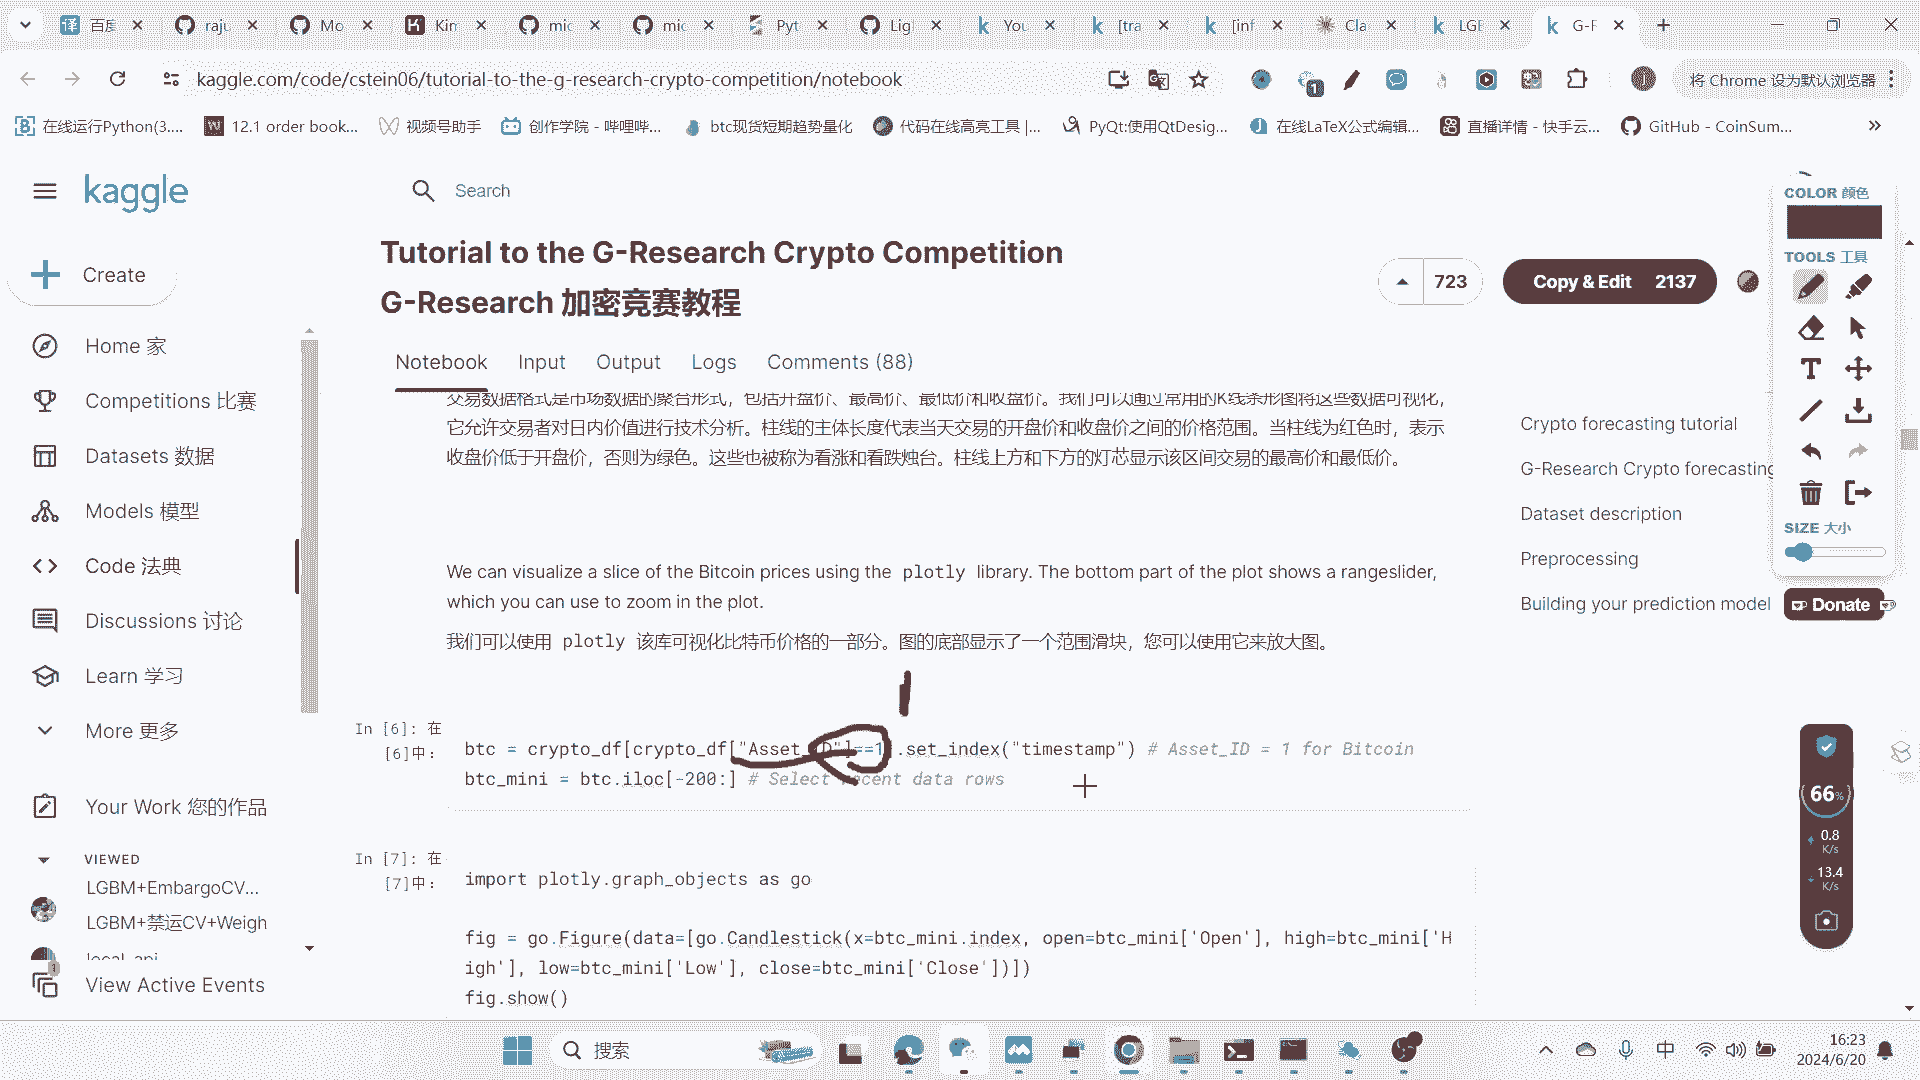 译 百度
raju
Mo
Kin
mic
mic
Pyt
Ligl
You
[tra
[inf
Cla
LGE
G-F
kaggle.com/code/cstein06/tutorial-to-the-g-research-crypto-competition/notebook
1
将 Chrome 设为默认浏览器
在线运行Python(3....
12.1 order book...
视频号助手
创作学院 - 哔哩哔...
btc现货短期趋势量化
代码在线高亮工具 |...
PyQt:使用QtDesig...
在线LaTeX公式编辑...
直播详情 - 快手云...
GitHub - CoinSum...
kaggle
Search
Create
Home 家
Competitions 比赛
Datasets 数据
Models 模型
Code 法典
Discussions 讨论
Learn 学习
More 更多
Your Work 您的作品
VIEWED
LGBM+EmbargoCV...
LGBM+禁运CV+Weigh
local_api
1
View Active Events
Tutorial to the G-Research Crypto Competition
G-Research 加密竞赛教程
723
Copy & Edit 2137
Notebook
Input
Output
Logs
Comments (88)
交易数据格式是市场数据的聚合形式，包括开盘价、最高价、最低价和收盘价。我们可以通过常用的K线条形图将这些数据可视化，
它允许交易者对日内价值进行技术分析。柱线的主体长度代表当天交易的开盘价和收盘价之间的价格范围。当柱线为红色时，表示
收盘价低于开盘价，否则为绿色。这些也被称为看涨和看跌烛台。柱线上方和下方的灯芯显示该区间交易的最高价和最低价。
We can visualize a slice of the Bitcoin prices using the plotly library. The bottom part of the plot shows a rangeslider,
which you can use to zoom in the plot.
我们可以使用 plotly 该库可视化比特币价格的一部分。图的底部显示了一个范围滑块，您可以使用它来放大图。
1
In [6]: 在
[6]中：
btc = crypto_df[crypto_df["Asset_ID"]==1].set_index("timestamp") # Asset_ID = 1 for Bitcoin
btc_mini = btc.iloc[-200:] # Select recent data rows
In [7]: 在
[7]中：
import plotly.graph_objects as go
fig = go.Figure(data=[go.Candlestick(x=btc_mini.index, open=btc_mini['Open'], high=btc_mini['H
igh'], low=btc_mini['Low'], close=btc_mini['Close'])])
fig.show()
Crypto forecasting tutorial
G-Research Crypto forecasting
Dataset description
Preprocessing
Building your prediction model
COLOR 颜色
TOOLS 工具
T
SIZE 大小
Donate
66%
0.8
K/s
13.4
K/s
搜索
中
16:23
2024/6/20